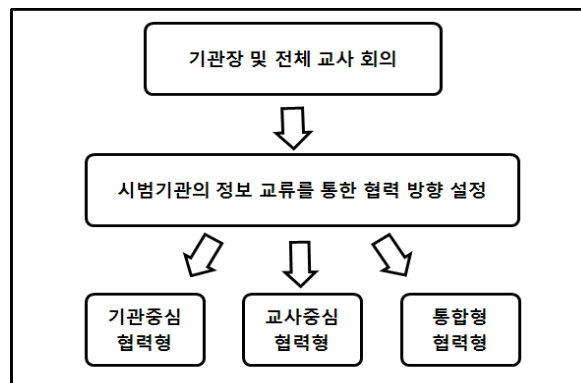 기관장 및 전체 교사 회의
시범기관의 정보 교류를 통한 협력 방향 설정
기관중심
협력형
교사중심
협력형
통합형
협력형